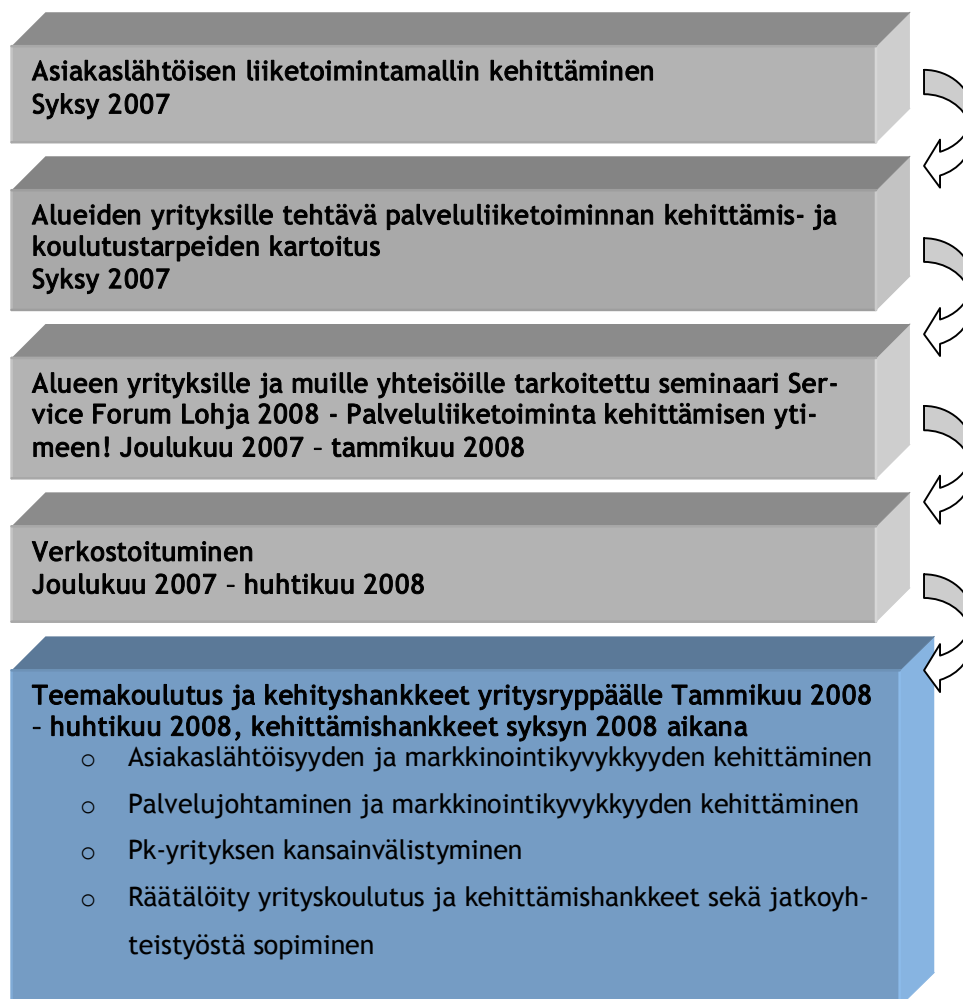 Asiakaslähtöisen liiketoimintamallin kehittäminen
Syksy 2007
Alueiden yrityksille tehtävä palveluliiketoiminnan kehittämis- ja
koulutustarpeiden kartoitus
Syksy 2007
Alueen yrityksille ja muille yhteisöille tarkoitettu seminaari Ser-
vice Forum Lohja 2008 - Palveluliiketoiminta kehittämisen yti-
meen! Joulukuu 2007 – tammikuu 2008
Verkostoituminen
Joulukuu 2007 – huhtikuu 2008
Teemakoulutus ja kehityshankkeet yritysryppäälle Tammikuu 2008
– huhtikuu 2008, kehittämishankkeet syksyn 2008 aikana
o Asiakaslähtöisyyden ja markkinointikyvykkyyden kehittäminen
o Palvelujohtaminen ja markkinointikyvykkyyden kehittäminen
o Pk-yrityksen kansainvälistyminen
o Räätälöity yrityskoulutus ja kehittämishankkeet sekä jatkoyh-
teistyöstä sopiminen